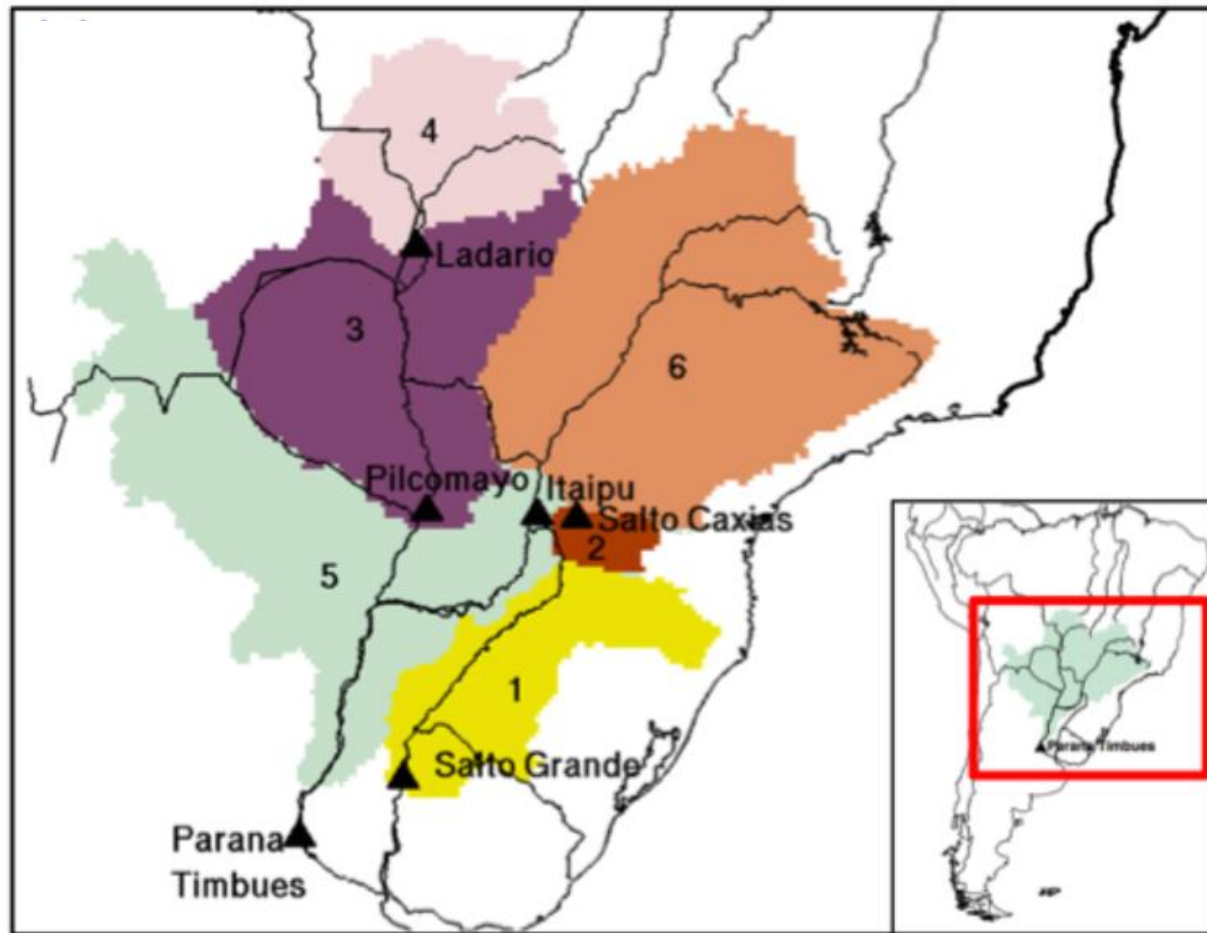 4
Ladario
3
6
Pilcomayo
Itaipu
Salto Caxias
2
5
1
Salto Grande
Parana
Timbues
Parana Timbues